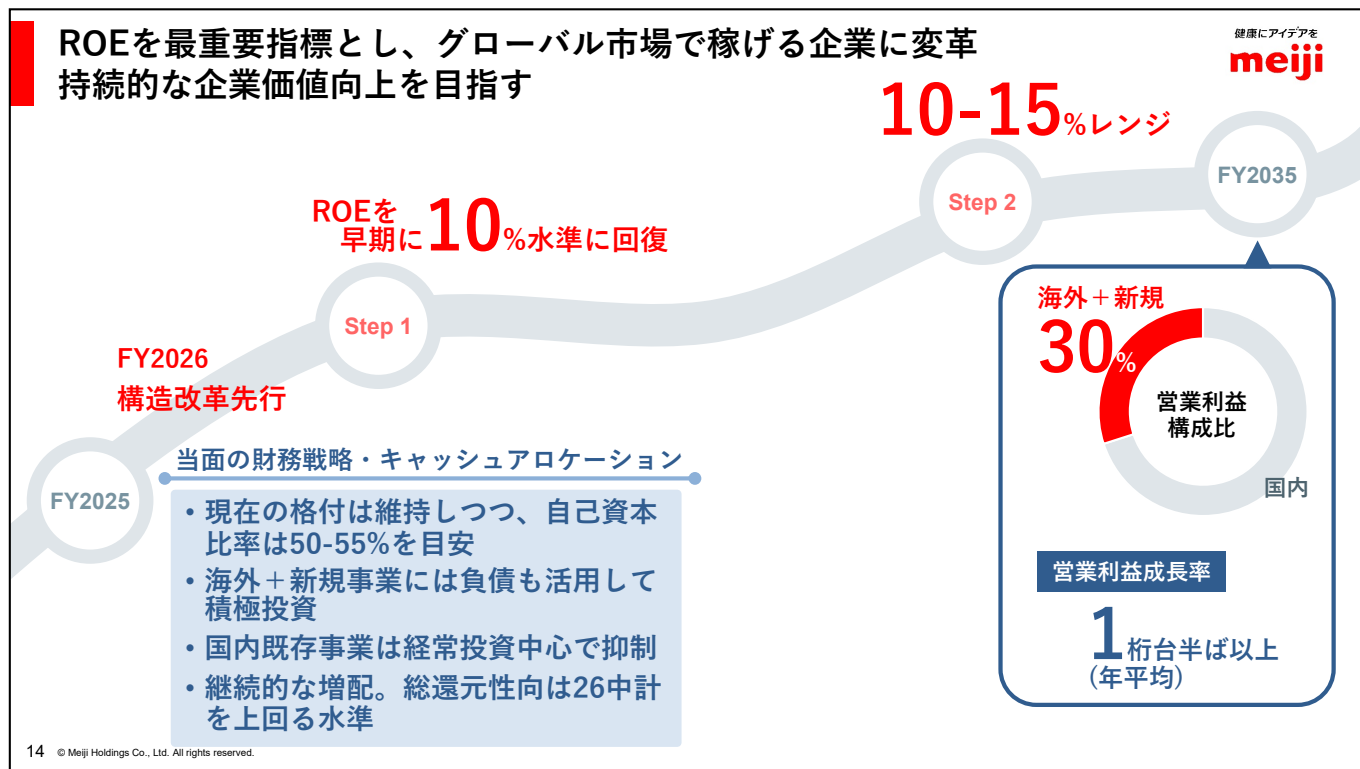 ROEを最重要指標とし、グローバル市場で稼げる企業に変革
持続的な企業価値向上を目指す
健康にアイデアを
meiji
10-15%レンジ
FY2035
Step 2
ROEを
早期に10%水準に回復
Step 1
FY2026
構造改革先行
FY2025
当面の財務戦略・キャッシュアロケーション
・現在の格付は維持しつつ、自己資本
比率は50-55%を目安
・海外＋新規事業には負債も活用して
積極投資
・国内既存事業は経常投資中心で抑制
・継続的な増配。総還元性向は26中計
を上回る水準
海外＋新規
30%
営業利益
構成比
国内
営業利益成長率
1桁台半ば以上
(年平均)
14 © Meiji Holdings Co., Ltd. All rights reserved.